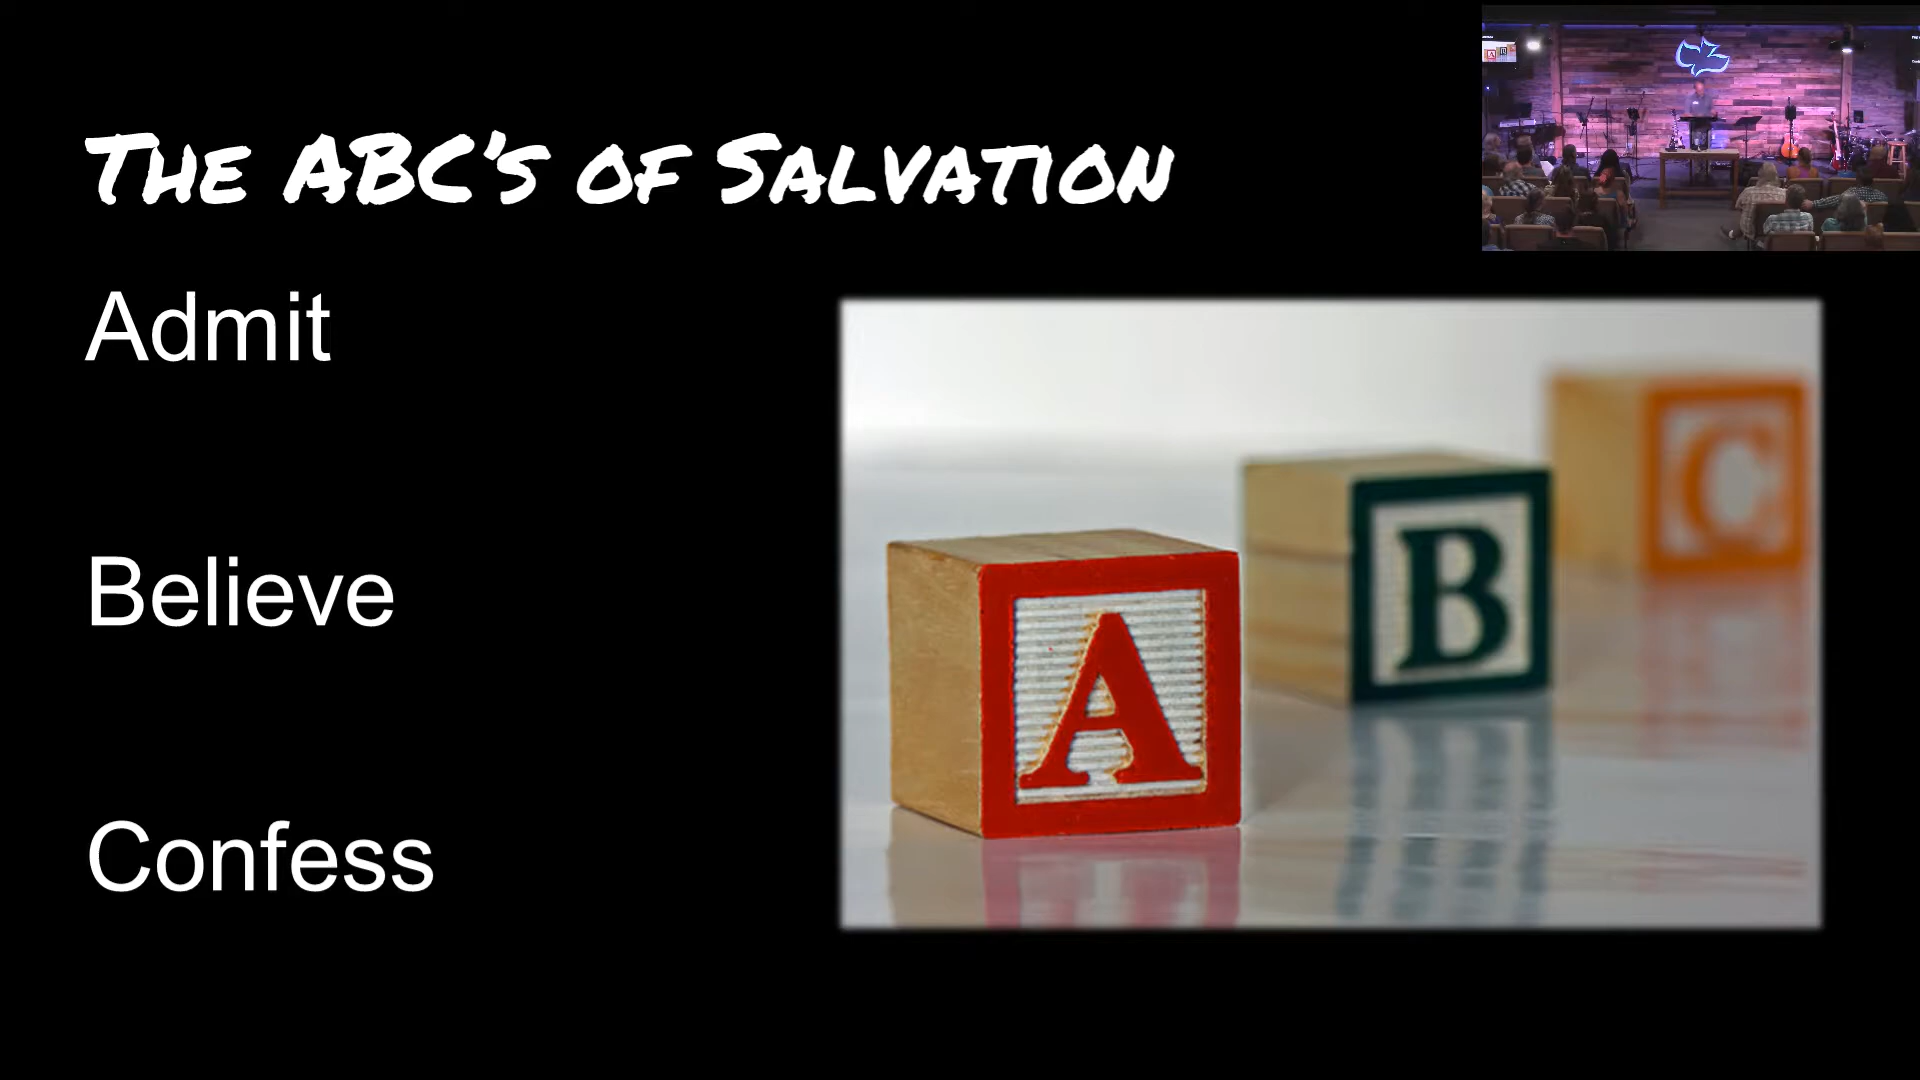 The ABC's of Salvation
Admit
Believe
Confess
A
B
C